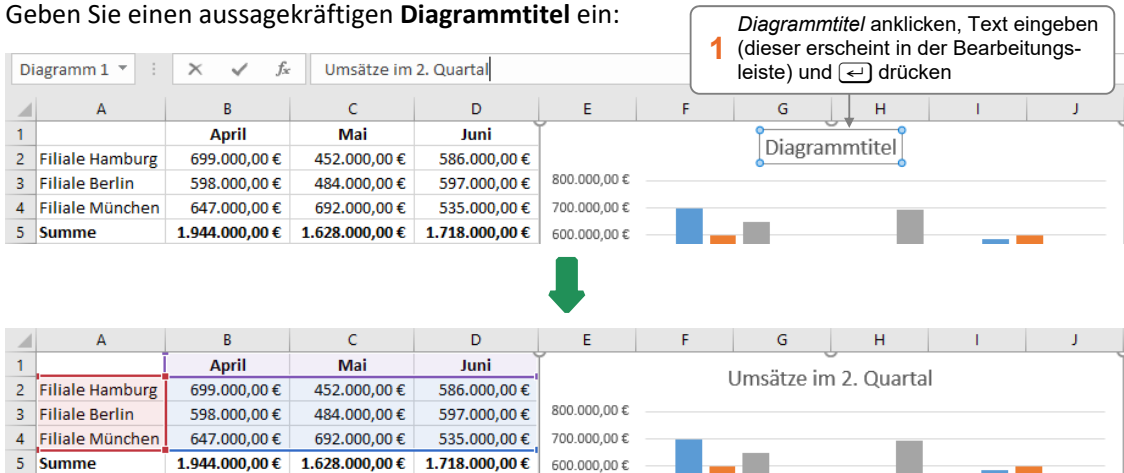 Geben Sie einen aussagekräftigen Diagrammtitel ein:
1 Diagrammtitel anklicken, Text eingeben
(dieser erscheint in der Bearbeitungs-
leiste) und drücken
Diagramm 1 fx Umsätze im 2. Quartal
A B C D E F G H I J
1 April Mai Juni
Diagrammtitel
2 Filiale Hamburg 699.000,00 € 452.000,00 € 586.000,00 €
3 Filiale Berlin 598.000,00 € 484.000,00 € 597.000,00 € 800.000,00 €
4 Filiale München 647.000,00 € 692.000,00 € 535.000,00 € 700.000,00 €
5 Summe 1.944.000,00 € 1.628.000,00 € 1.718.000,00 € 600.000,00 €
A B C D E F G H I J
1 April Mai Juni
Umsätze im 2. Quartal
2 Filiale Hamburg 699.000,00 € 452.000,00 € 586.000,00 €
3 Filiale Berlin 598.000,00 € 484.000,00 € 597.000,00 € 800.000,00 €
4 Filiale München 647.000,00 € 692.000,00 € 535.000,00 € 700.000,00 €
5 Summe 1.944.000,00 € 1.628.000,00 € 1.718.000,00 € 600.000,00 €